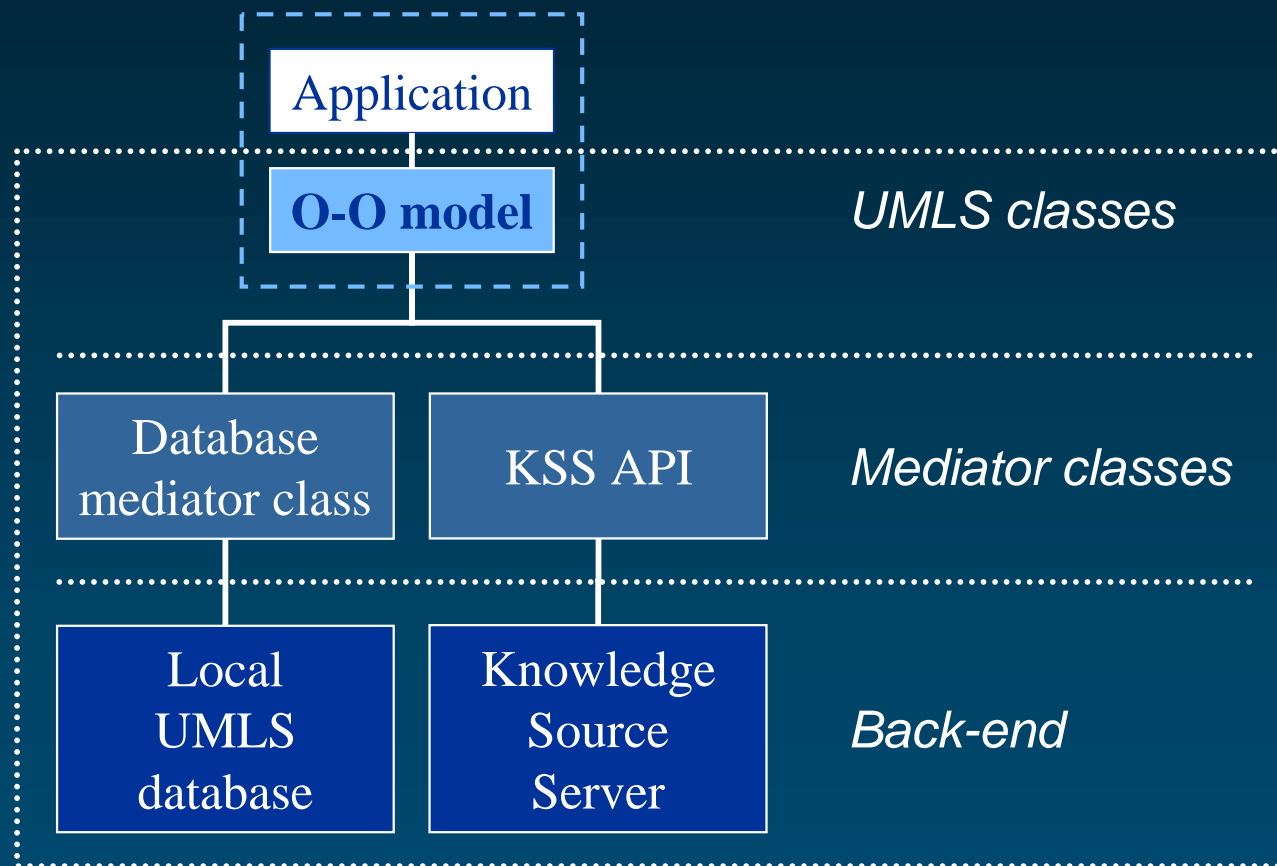 Application
O-O model
UMLS classes
Database
mediator class
KSS API
Mediator classes
Local
UMLS
database
Knowledge
Source
Server
Back-end